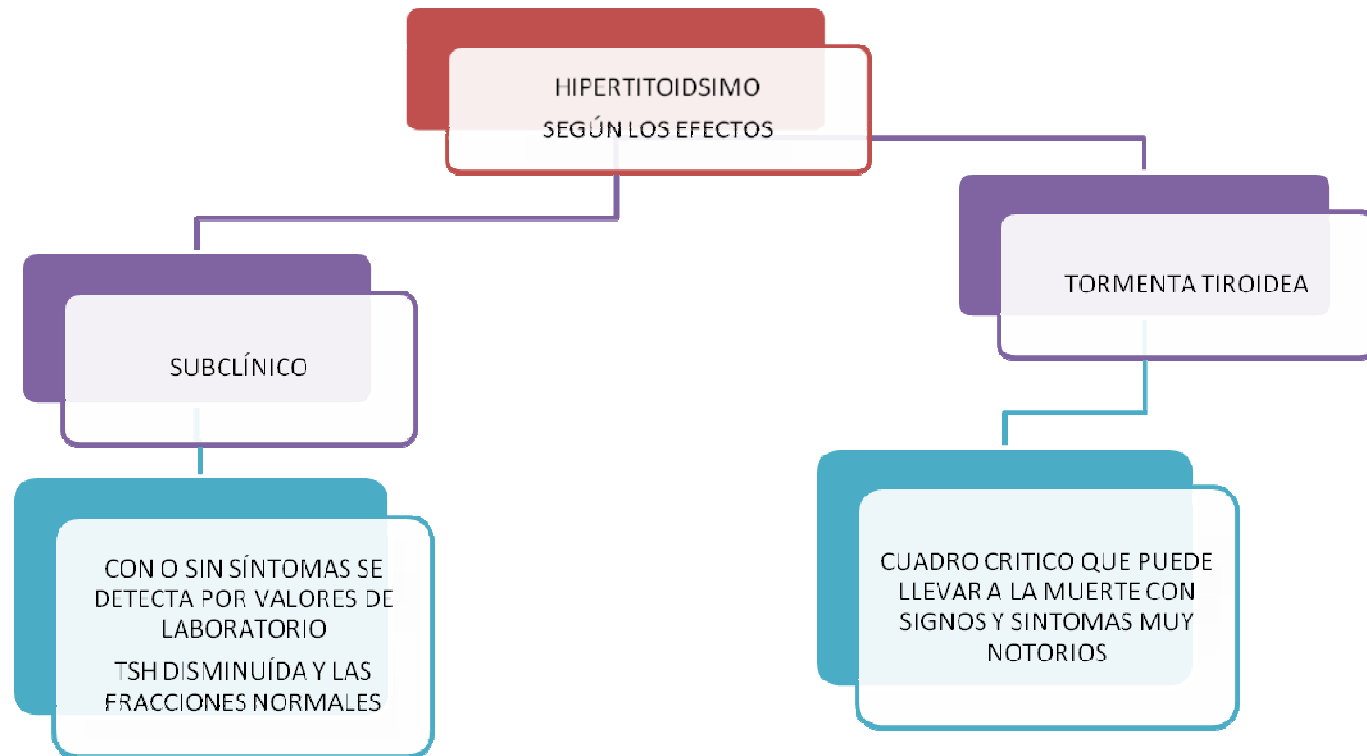 HIPERTITOIDSIMO
SEGÚN LOS EFECTOS
TORMENTA TIROIDEA
SUBCLÍNICO
CON O SIN SÍNTOMAS SE
DETECTA POR VALORES DE
LABORATORIO
TSH DISMINUÍDA Y LAS
FRACCIONES NORMALES
CUADRO CRITICO QUE PUEDE
LLEVAR A LA MUERTE CON
SIGNOS Y SINTOMAS MUY
NOTORIOS